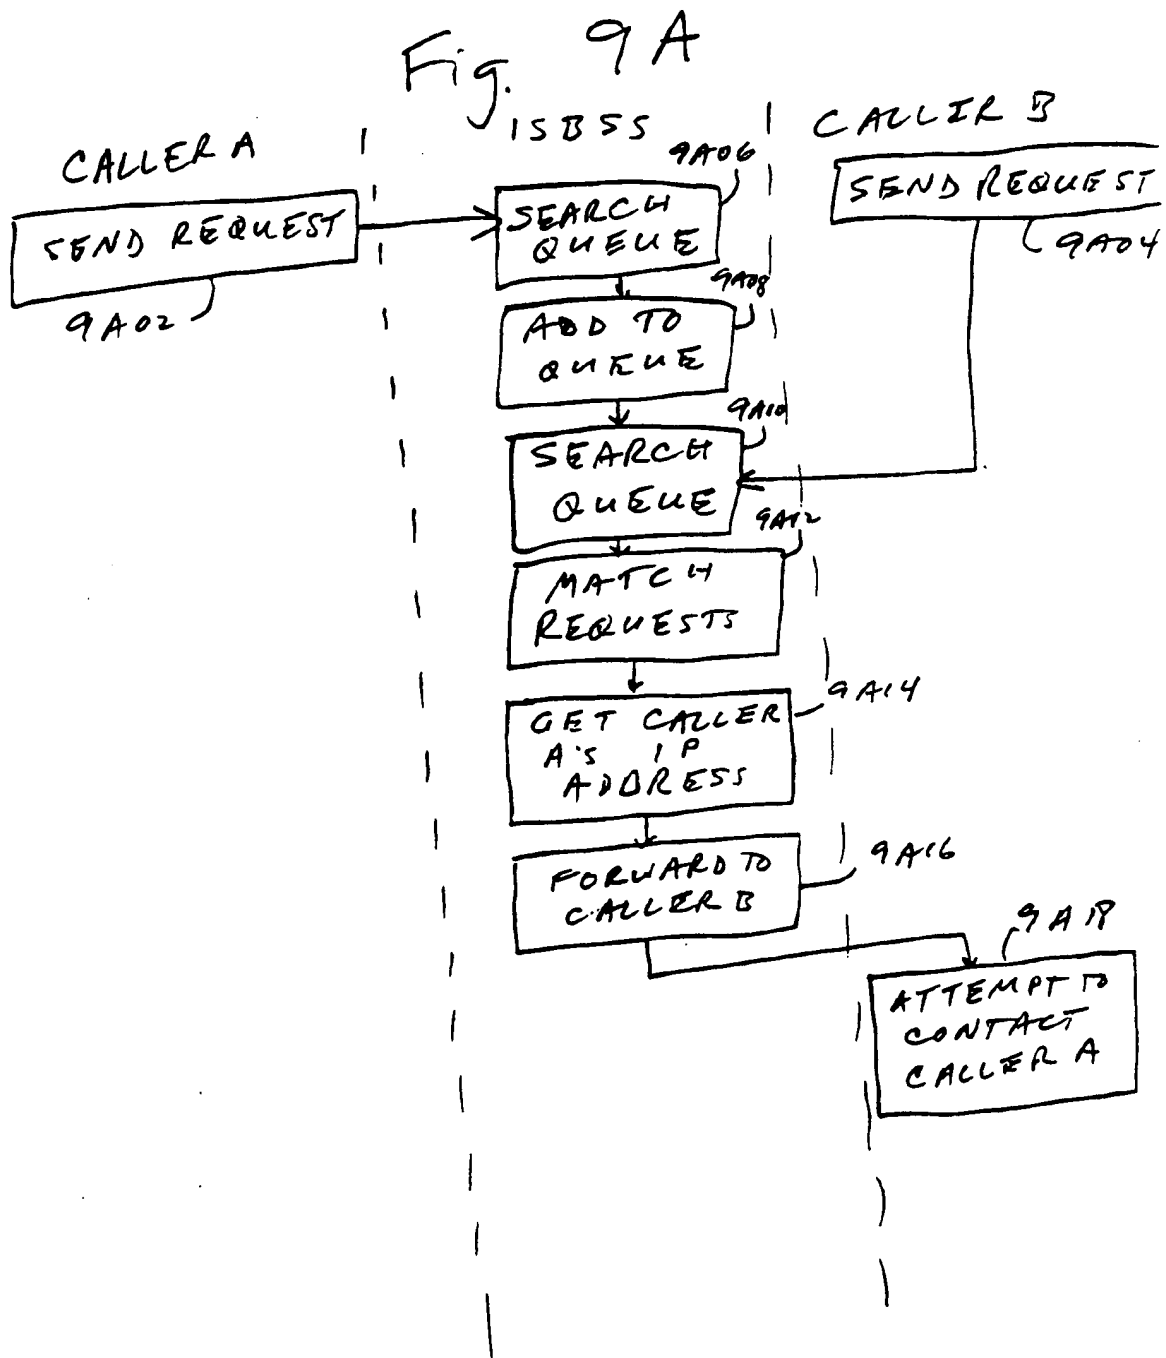 Fig. 9A
CALLER A
ISBSS
CALLER B
SEND REQUEST
9A02
SEND REQUEST
9A04
9A06
SEARCH
QUEUE
9A08
ADD TO
QUEUE
9A10
SEARCH
QUEUE
9A12
MATCH
REQUESTS
9A14
GET CALLER
A's IP
ADDRESS
9A16
FORWARD TO
CALLER B
9A18
ATTEMPT TO
CONTACT
CALLER A